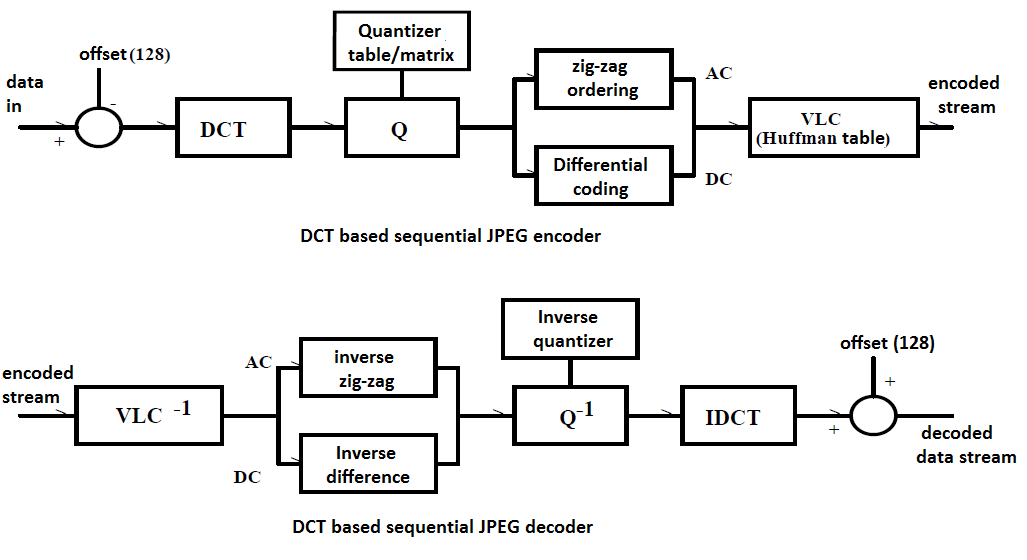 Quantizer
table/matrix
offset (128)
data
in
-
+
DCT
Q
zig-zag
ordering
AC
Differential
coding
DC
VLC
(Huffman table)
encoded
stream
DCT based sequential JPEG encoder
encoded
stream
VLC -1
AC
inverse
zig-zag
DC
Inverse
difference
Inverse
quantizer
Q-1
IDCT
offset (128)
+
+
decoded
data stream
DCT based sequential JPEG decoder